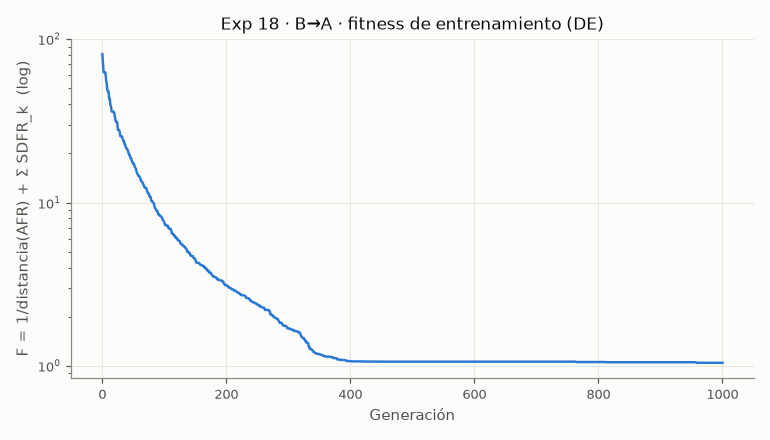 Exp 18 · B→A · fitness de entrenamiento (DE)
F = 1/distancia(AFR) + Σ SDFR_k  (log)
10²
10¹
10⁰
0 200 400 600 800 1000
Generación